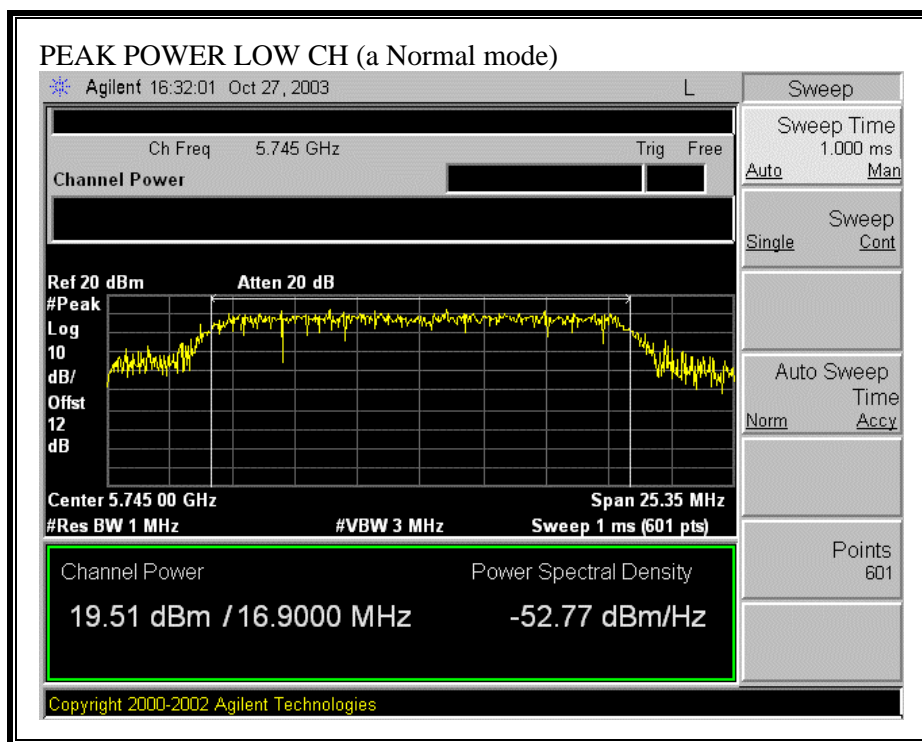 PEAK POWER LOW CH (a Normal mode)
Agilent 16:32:01 Oct 27, 2003 L
Ch Freq 5.745 GHz Trig Free
Channel Power
Ref 20 dBm Atten 20 dB
#Peak
Log
10
dB/
Offst
12
dB
Center 5.745 00 GHz Span 25.35 MHz
#Res BW 1 MHz #VBW 3 MHz Sweep 1 ms (601 pts)
Channel Power Power Spectral Density
19.51 dBm / 16.9000 MHz -52.77 dBm/Hz
Copyright 2000-2002 Agilent Technologies
Sweep
Sweep Time
1.000 ms
Auto Man
Sweep
Single Cont
Auto Sweep
Time
Norm Accy
Points
601